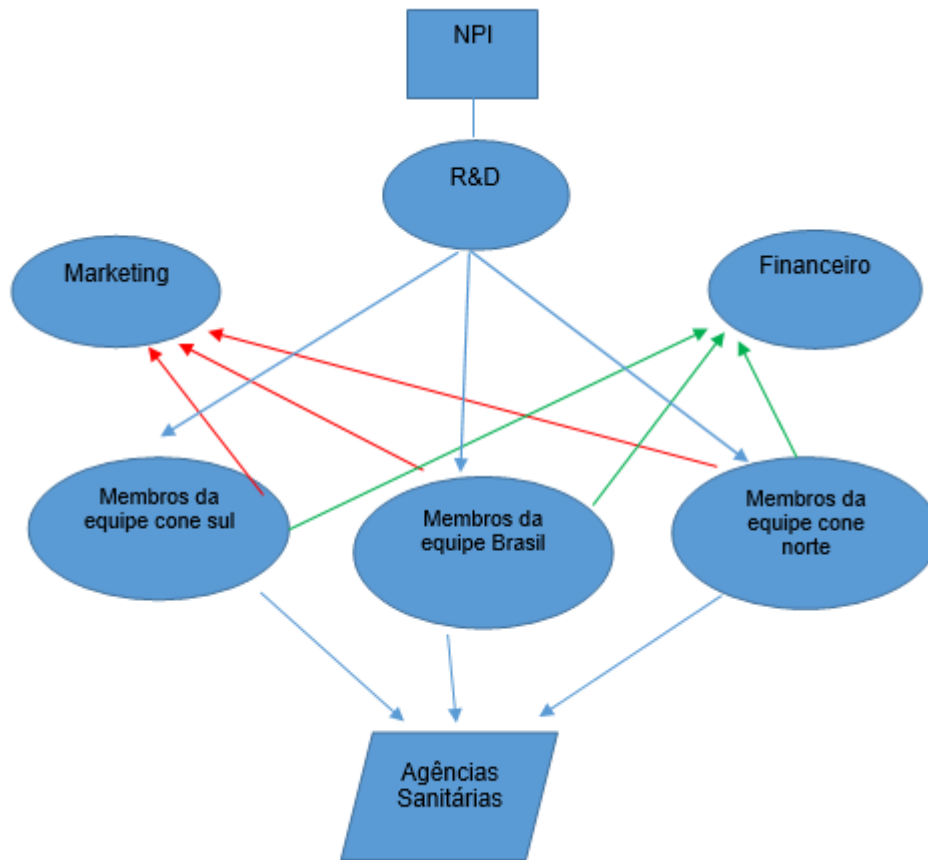 NPI
R&D
Marketing
Financeiro
Membros da
equipe cone sul
Membros da
equipe Brasil
Membros da
equipe cone
norte
Agências
Sanitárias